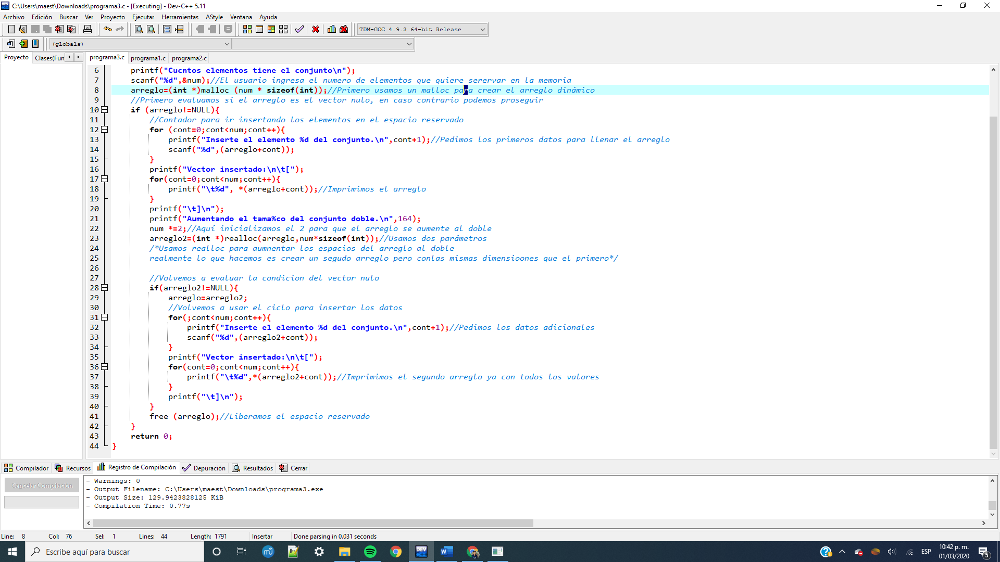 C:\Users\maest\Downloads\programa3.c - [Executing] - Dev-C++ 5.11
Archivo Edición Buscar Ver Proyecto Ejecutar Herramientas AStyle Ventana Ayuda
TDM-GCC 4.9.2 64-bit Release
(globals)
Proyecto Clases(Fun programa3.c programa1.c programa2.c
6 printf("Cucntos elementos tiene el conjunto\n");
7 scanf("%d",&num);//El usuario ingresa el numero de elementos que quiere serervar en la memoria
8 arreglo=(int *)malloc (num * sizeof(int));//Primero usamos un malloc para crear el arreglo dinámico
9 //Primero evaluamos si el arreglo es el vector nulo, en caso contrario podemos proseguir
10 if (arreglo!=NULL){
11 //Contador para ir insertando los elementos en el espacio reservado
12 for (cont=0;cont<num;cont++){
13 printf("Inserte el elemento %d del conjunto.\n",cont+1);//Pedimos los primeros datos para llenar el arreglo
14 scanf("%d",(arreglo+cont));
15 }
16 printf("Vector insertado:\n\t[");
17 for(cont=0;cont<num;cont++){
18 printf("\t%d", *(arreglo+cont));//Imprimimos el arreglo
19 }
20 printf("\t]\n");
21 printf("Aumentando el tama%co del conjunto doble.\n",164);
22 num *=2;//Aquí inicializamos el 2 para que el arreglo se aumente al doble
23 arreglo2=(int *)realloc(arreglo,num*sizeof(int));//Usamos dos parámetros
24 /*Usamos realloc para aumnentar los espacios del arreglo al doble
25 realmente lo que hacemos es crear un segudo arreglo pero conlas mismas dimensioones que el primero*/
26
27 //Volvemos a evaluar la condicion del vector nulo
28 if(arreglo2!=NULL){
29 arreglo=arreglo2;
30 //Volvemos a usar el ciclo para insertar los datos
31 for(;cont<num;cont++){
32 printf("Inserte el elemento %d del conjunto.\n",cont+1);//Pedimos los datos adicionales
33 scanf("%d",(arreglo2+cont));
34 }
35 printf("Vector insertado:\n\t[");
36 for(cont=0;cont<num;cont++){
37 printf("\t%d",*(arreglo2+cont));//Imprimimos el segundo arreglo ya con todos los valores
38 }
39 printf("\t]\n");
40 }
41 free (arreglo);//Liberamos el espacio reservado
42 }
43 return 0;
44 }
Compilador Recursos Registro de Compilación Depuración Resultados Cerrar
Cancelar Compilación
- Warnings: 0
- Output Filename: C:\Users\maest\Downloads\programa3.exe
- Output Size: 129.9423828125 KiB
- Compilation Time: 0.77s
Line: 8 Col: 76 Sel: 1 Lines: 44 Length: 1791 Insertar Done parsing in 0.031 seconds
Escribe aquí para buscar
ESP
10:42 p. m.
01/03/2020
5